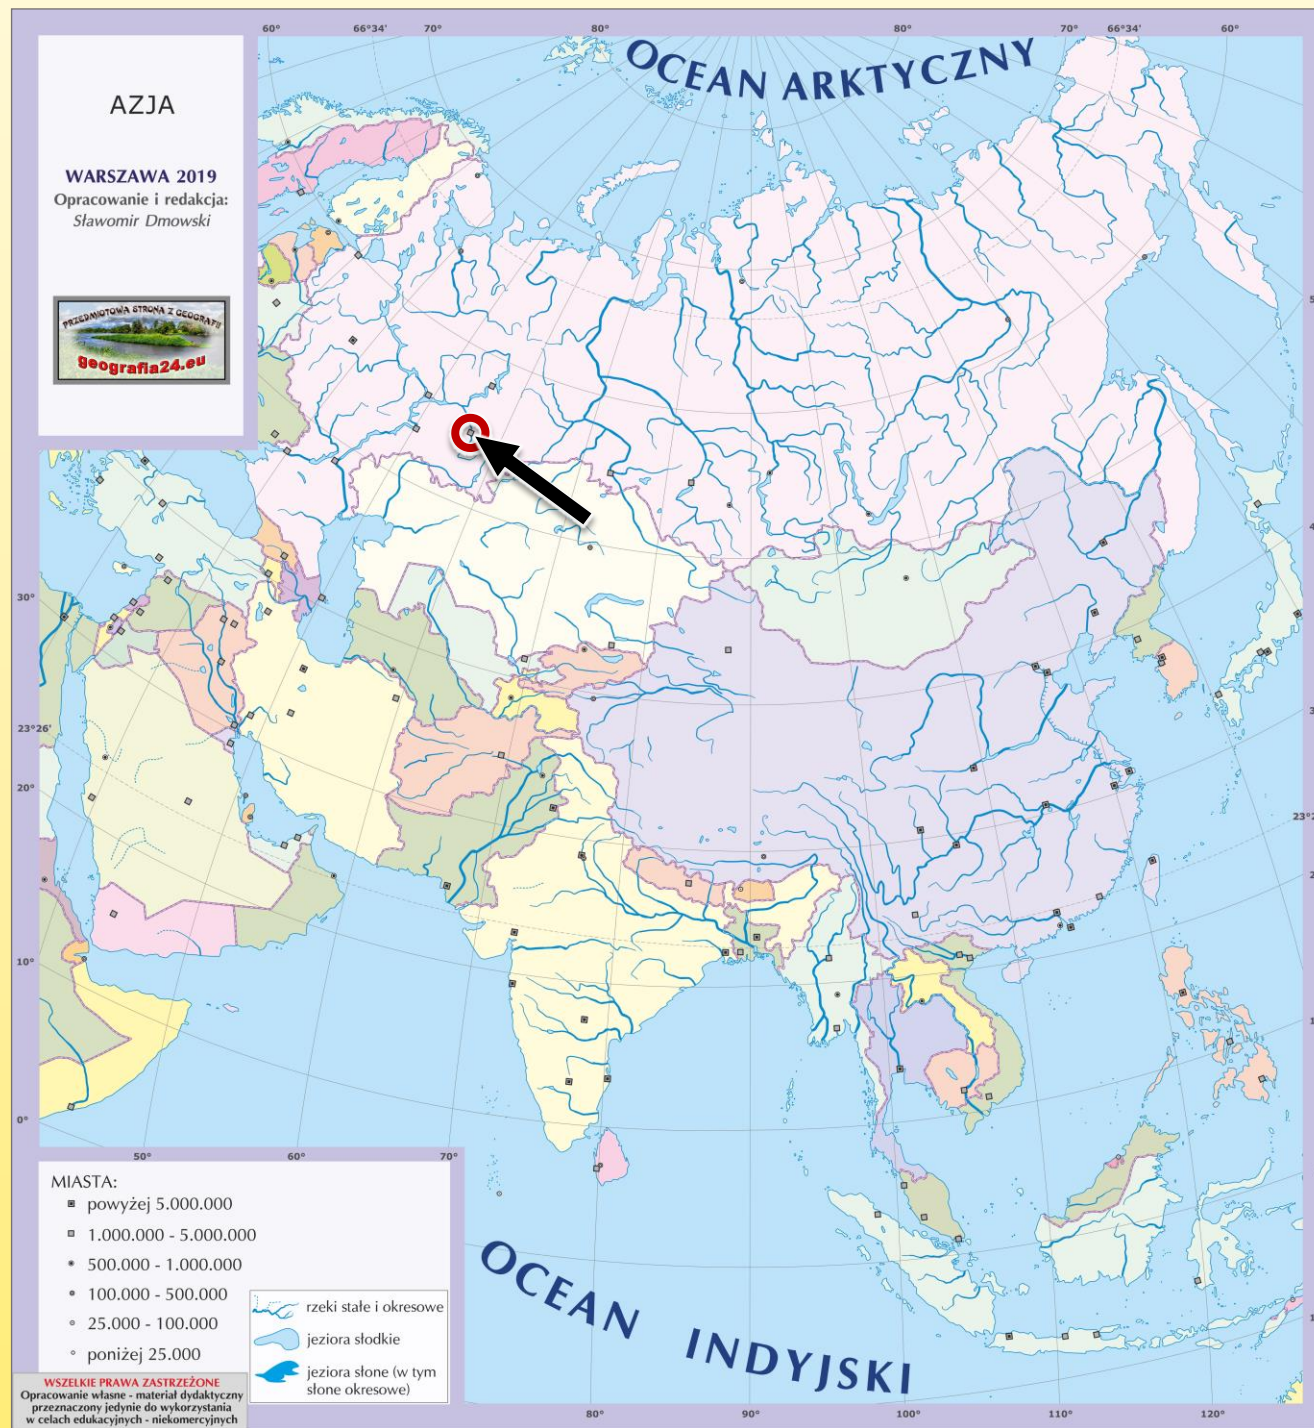 60° 66°34' 70° 80° 80° 70° 66°34' 60°
OCEAN ARKTYCZNY
AZJA
WARSZAWA 2019
Opracowanie i redakcja:
Sławomir Dmowski
PRZEDMIOTOWA STRONA Z GEOGRAFII
geografia24.eu
30°
23°26'
20°
10°
0°
50° 60° 70°
MIASTA:
powyżej 5.000.000
1.000.000 - 5.000.000
500.000 - 1.000.000
100.000 - 500.000
25.000 - 100.000
poniżej 25.000
rzeki stałe i okresowe
jeziora słodkie
jeziora słone (w tym
słone okresowe)
OCEAN INDYJSKI
WSZELKIE PRAWA ZASTRZEŻONE
Opracowanie własne - materiał dydaktyczny
przeznaczony jedynie do wykorzystania
w celach edukacyjnych - niekomercyjnych
80° 90° 100° 110° 120°